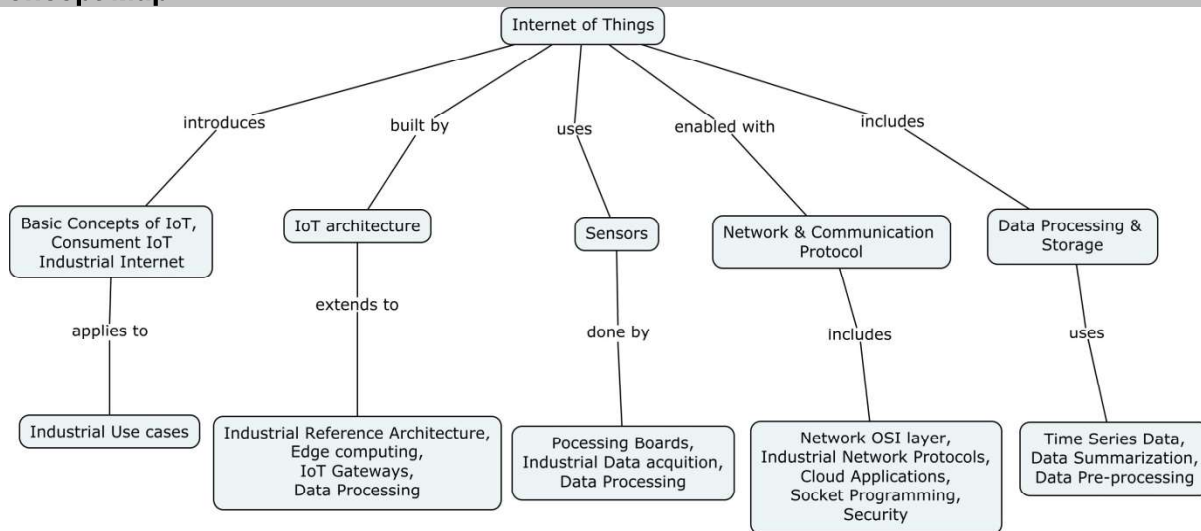 Internet of Things
introduces
built by
uses
enabled with
includes
Basic Concepts of IoT,
Consument IoT
Industrial Internet
IoT architecture
Sensors
Network & Communication
Protocol
Data Processing &
Storage
applies to
extends to
done by
includes
uses
Industrial Use cases
Industrial Reference Architecture,
Edge computing,
IoT Gateways,
Data Processing
Pocessing Boards,
Industrial Data acquition,
Data Processing
Network OSI layer,
Industrial Network Protocols,
Cloud Applications,
Socket Programming,
Security
Time Series Data,
Data Summarization,
Data Pre-processing